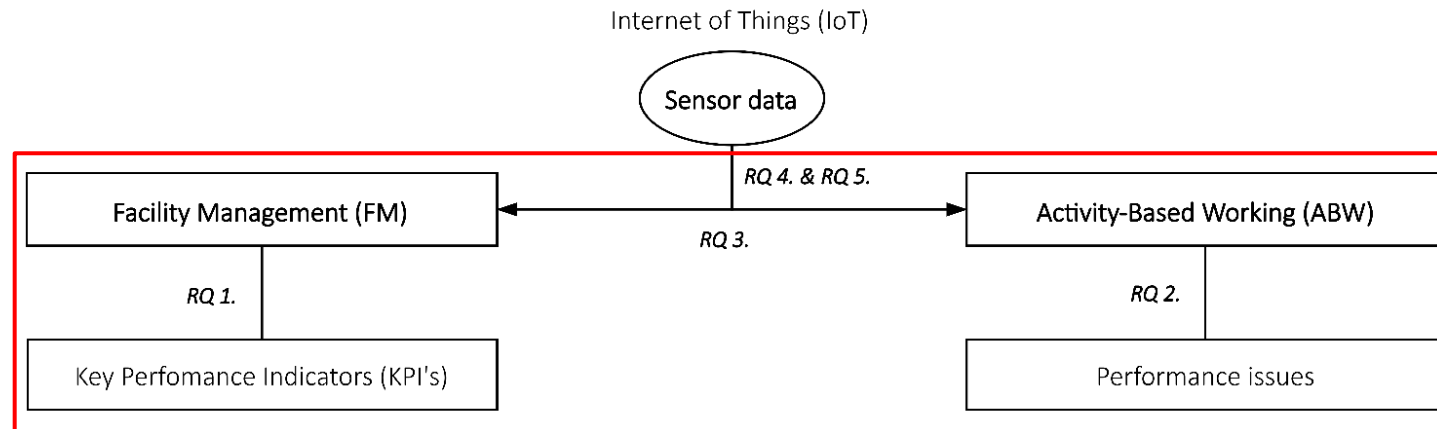 Internet of Things (IoT)
Sensor data
RQ 4. & RQ 5.
Facility Management (FM)
Activity-Based Working (ABW)
RQ 3.
RQ 1.
RQ 2.
Key Perfomance Indicators (KPI's)
Performance issues